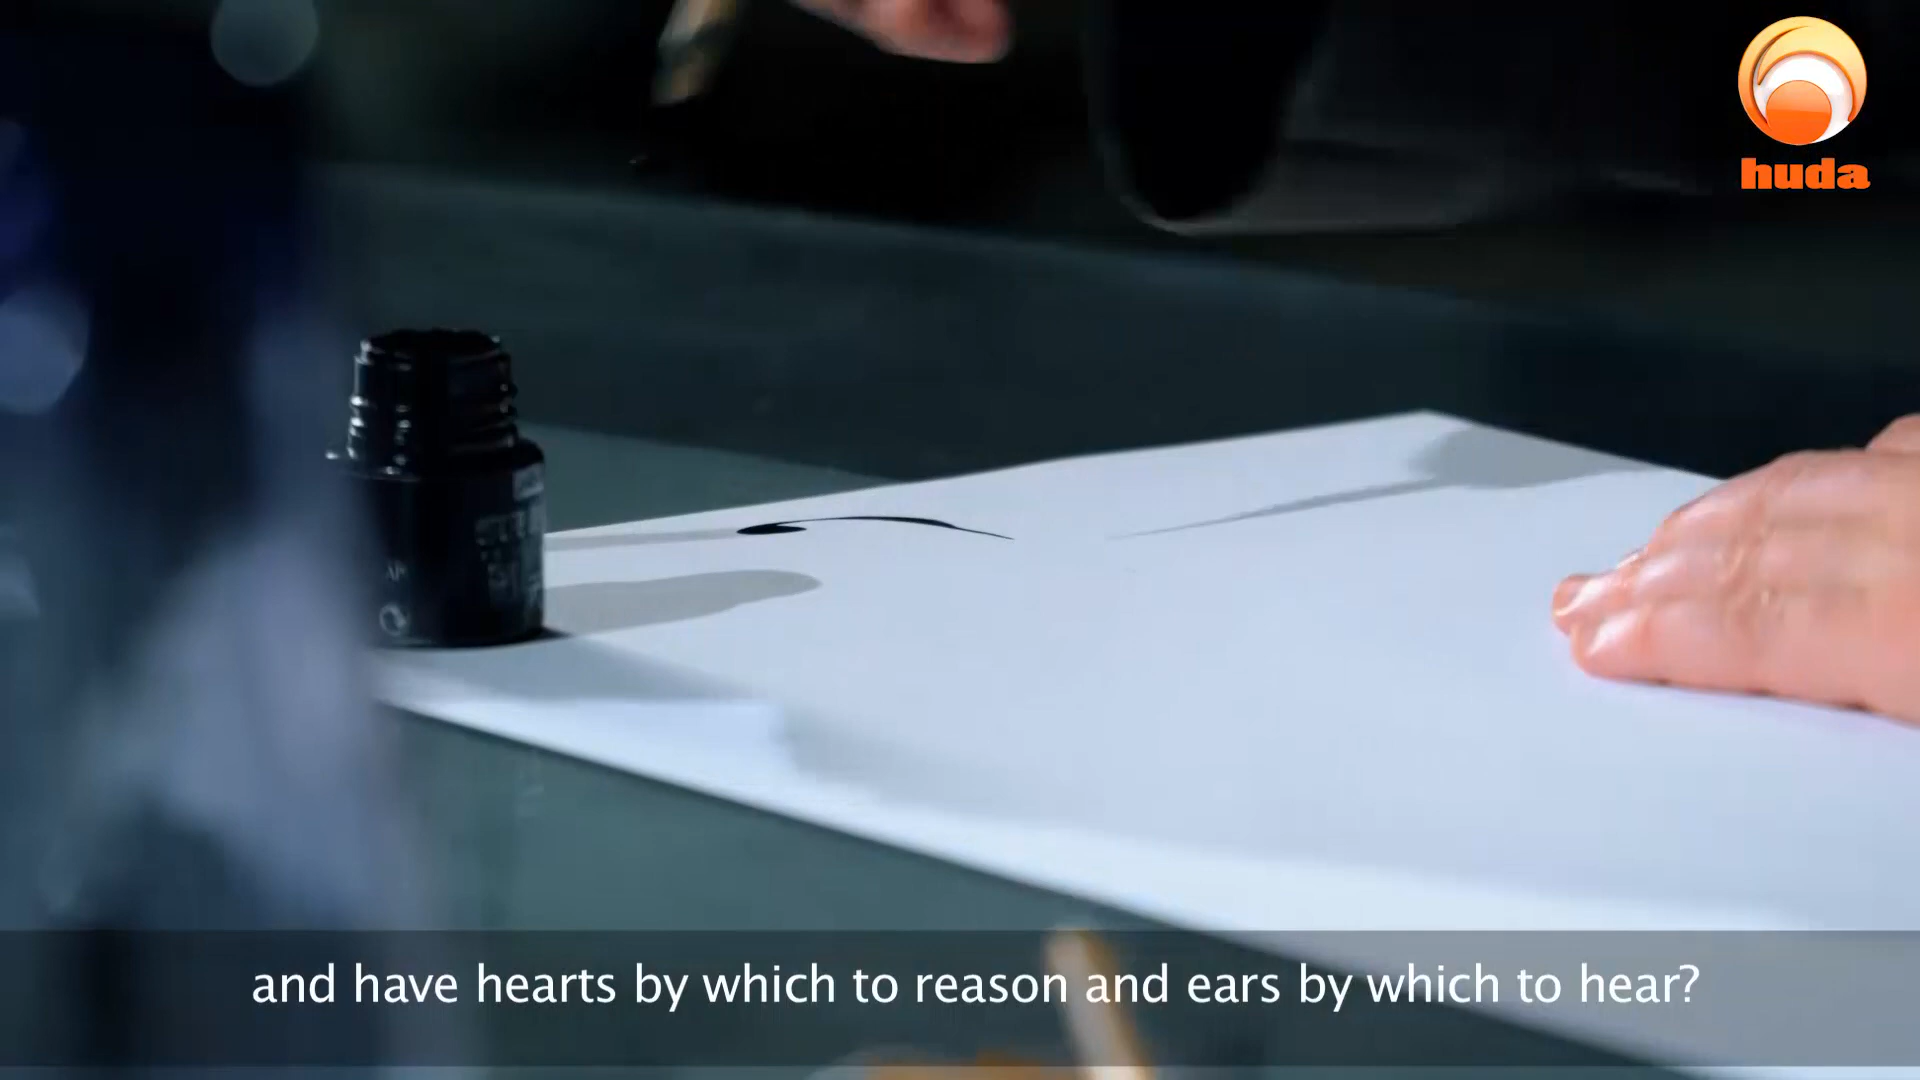 huda
and have hearts by which to reason and ears by which to hear?